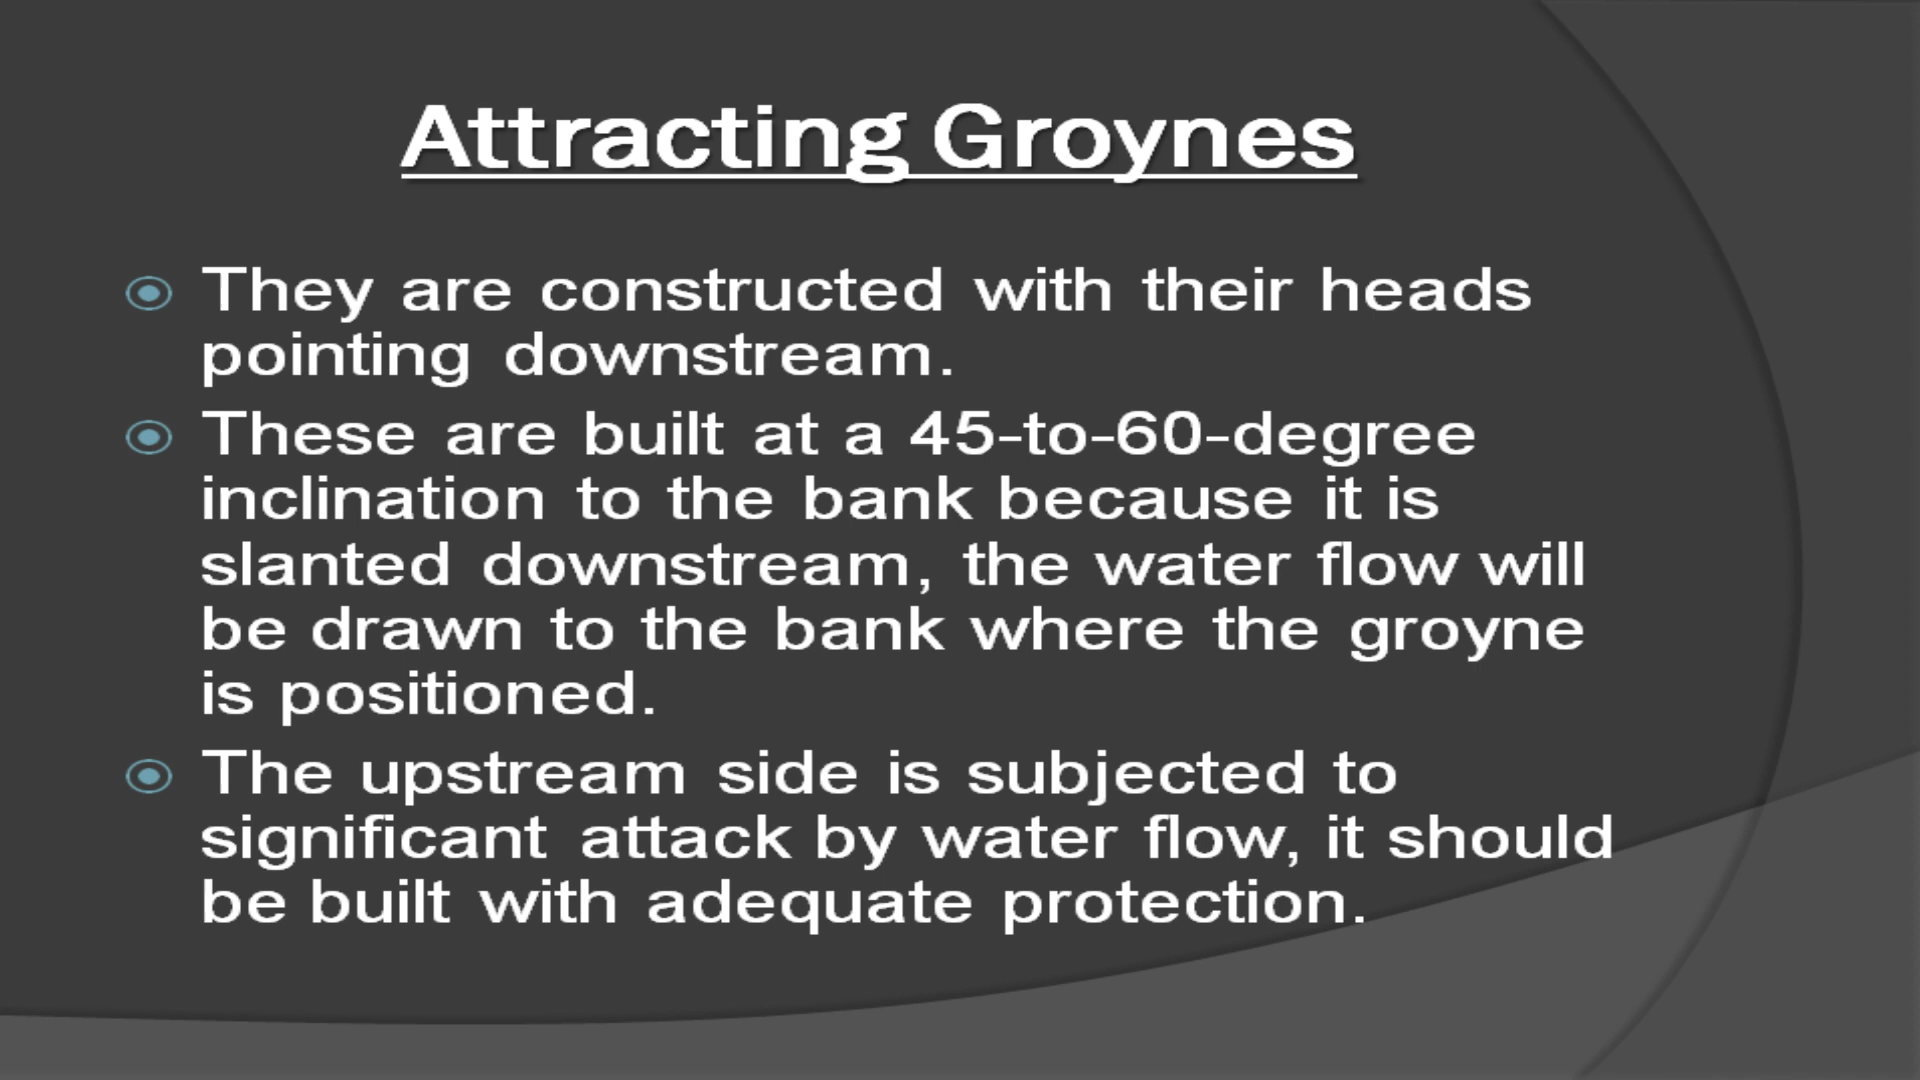 Attracting Groynes
They are constructed with their heads
pointing downstream.
These are built at a 45-to-60-degree
inclination to the bank because it is
slanted downstream, the water flow will
be drawn to the bank where the groyne
is positioned.
The upstream side is subjected to
significant attack by water flow, it should
be built with adequate protection.